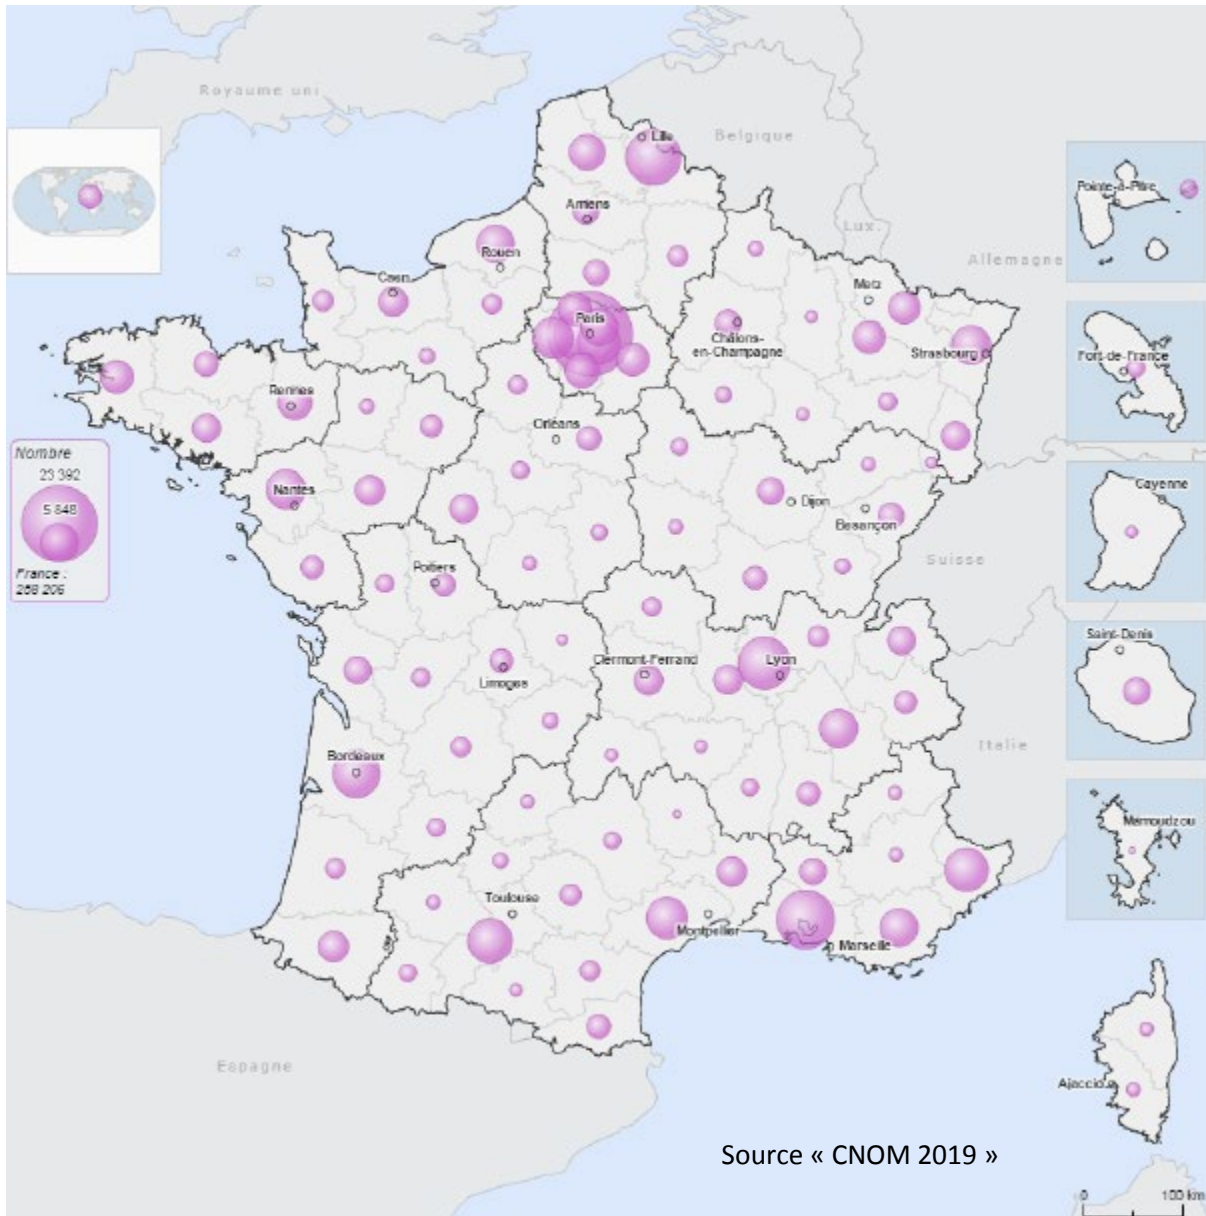 Royaume uni
Lille
Belgique
Pointe-à-Pitre
Amiens
Lux.
Rouen
Allemagne
Caen
Metz
Paris
Châlons-
en-Champagne
Strasbourg
Fort-de-France
Rennes
Orléans
Nombre
23 392
5 848
France :
258 206
Nantes
Dijon
Besançon
Cayenne
Suisse
Poitiers
Saint-Denis
Clermont-Ferrand
Lyon
Limoges
Italie
Bordeaux
Mamoudzou
Toulouse
Montpellier
Marseille
Espagne
Ajaccio
Source « CNOM 2019 »
0 100 km